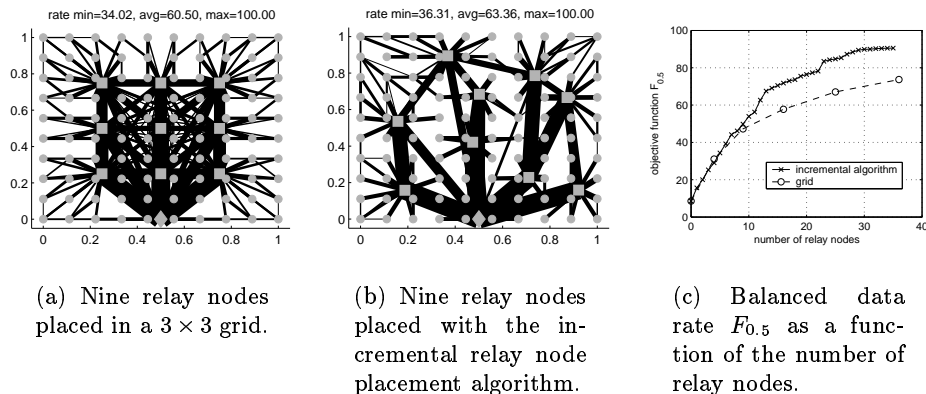 rate min=34.02, avg=60.50, max=100.00
1
0.8
0.6
0.4
0.2
0
0 0.2 0.4 0.6 0.8 1
(a) Nine relay nodes
placed in a 3 × 3 grid.
rate min=36.31, avg=63.36, max=100.00
1
0.8
0.6
0.4
0.2
0
0 0.2 0.4 0.6 0.8 1
(b) Nine relay nodes
placed with the in-
cremental relay node
placement algorithm.
objective function F0.5
100
80
60
40
20
0
0 10 20 30 40
number of relay nodes
incremental algorithm
grid
(c) Balanced data
rate F0.5 as a func-
tion of the number of
relay nodes.